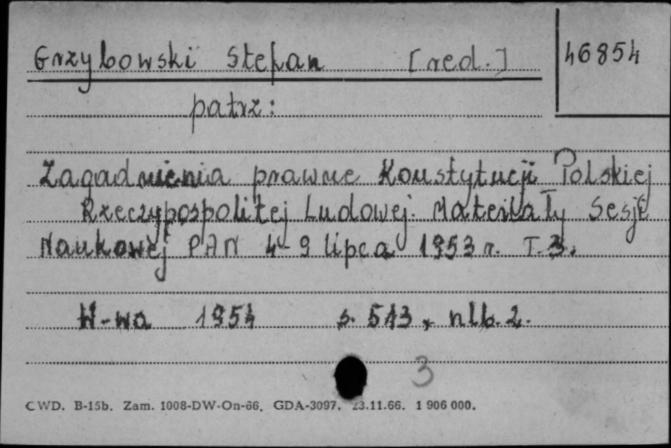 Grzybowski Stefan [red.] 46854
patrz:
Zagadnienia prawne Konstytucji Polskiej
Rzeczypospolitej Ludowej. Materiały Sesji
Naukowej PAN 4-9 lipca 1953 r. T. 3.
W-wa 1954 s. 513, nlb. 2.
3
CWD. B-15b. Zam. 1008-DW-On-66. GDA-3097. 23.11.66. 1 906 000.